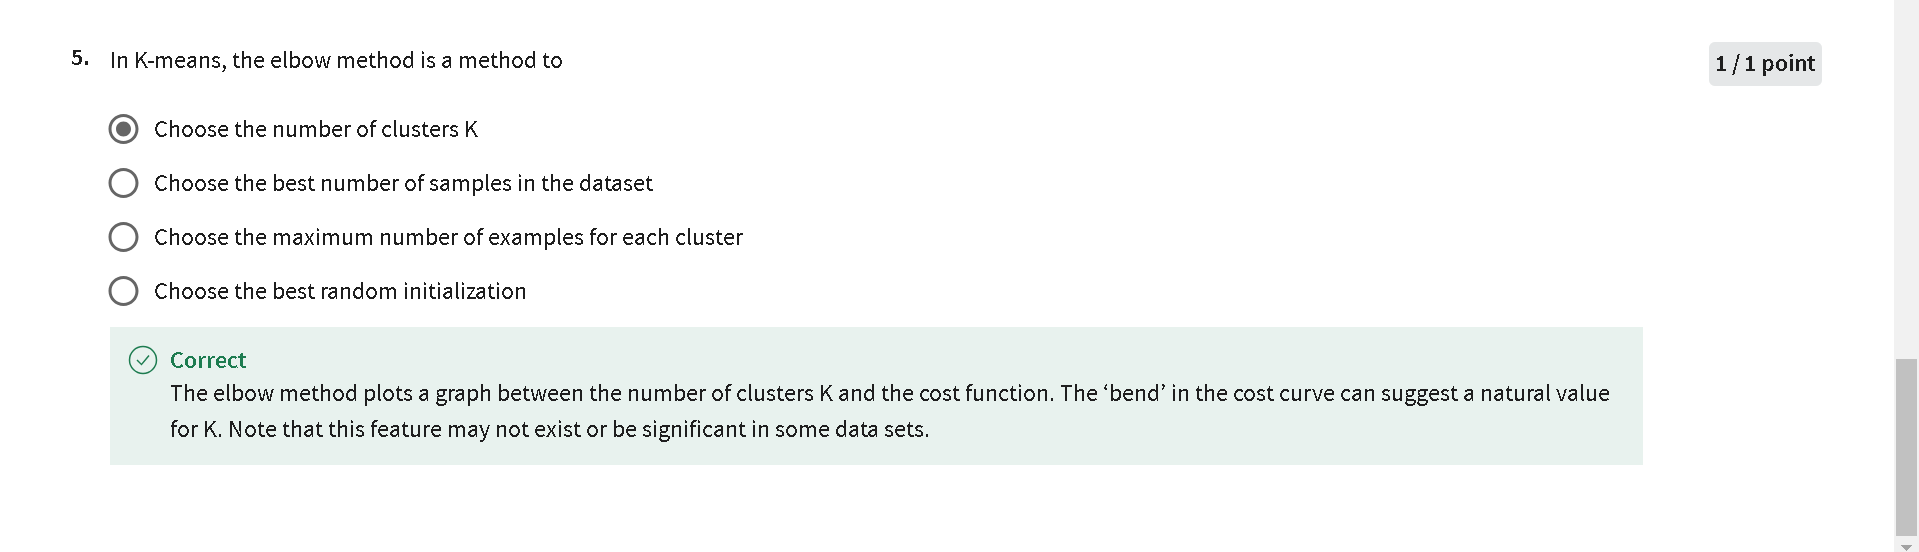 5. In K-means, the elbow method is a method to
1 / 1 point
Choose the number of clusters K
Choose the best number of samples in the dataset
Choose the maximum number of examples for each cluster
Choose the best random initialization
Correct
The elbow method plots a graph between the number of clusters K and the cost function. The ‘bend’ in the cost curve can suggest a natural value
for K. Note that this feature may not exist or be significant in some data sets.